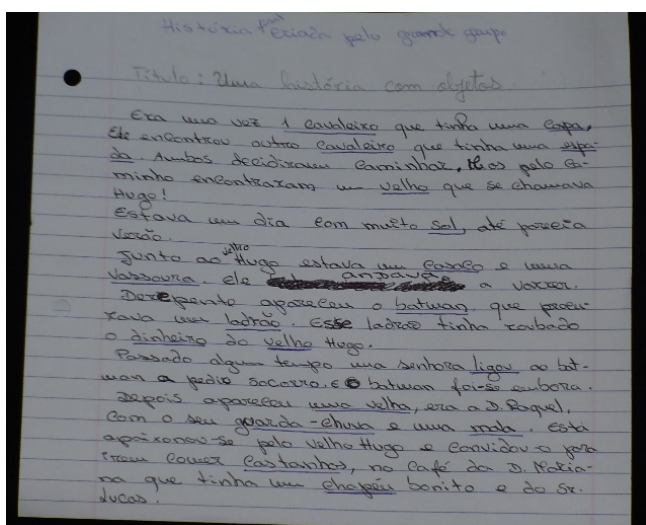 História criada pelo grande grupo
Título: Uma história com objetos
Era uma vez 1 cavaleiro que tinha uma capa.
Ele encontrou outro cavaleiro que tinha uma espa-
da. Ambos decidiram caminhar, e os pelo ca-
minho encontraram um velho que se chamava
Hugo!
Estava um dia com muito sol, até parecia
verão.
Junto ao velho Hugo estava um casaco e uma
vassoura. ele andava a varrer.
Derepente apareceu o batman que procu-
rava um ladrão. Esse ladrão tinha roubado
o dinheiro do velho Hugo.
Passado algum tempo uma senhora ligou ao bat-
man a pedir socorro. E o batman foi-se embora.
Depois apareceu uma velha, era a D. Raquel,
com o seu guarda-chuva e uma mala. Está
apaixonou-se pelo velho Hugo e convidou-o para
irem comer castanhas, no café da D. Maria-
na que tinha um chapéu bonito e do Sr.
Lucas.